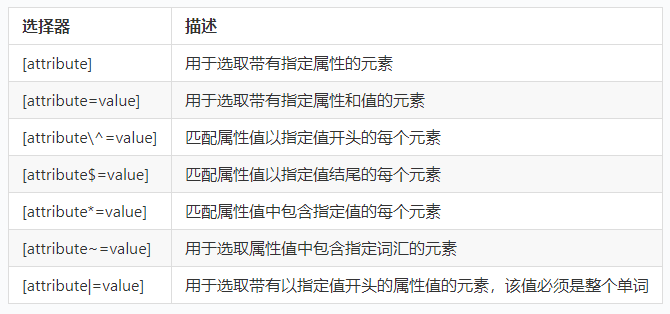 选择器 描述
[attribute] 用于选取带有指定属性的元素
[attribute=value] 用于选取带有指定属性和值的元素
[attribute\^=value] 匹配属性值以指定值开头的每个元素
[attribute$=value] 匹配属性值以指定值结尾的每个元素
[attribute*=value] 匹配属性值中包含指定值的每个元素
[attribute~=value] 用于选取属性值中包含指定词汇的元素
[attribute|=value] 用于选取带有以指定值开头的属性值的元素，该值必须是整个单词